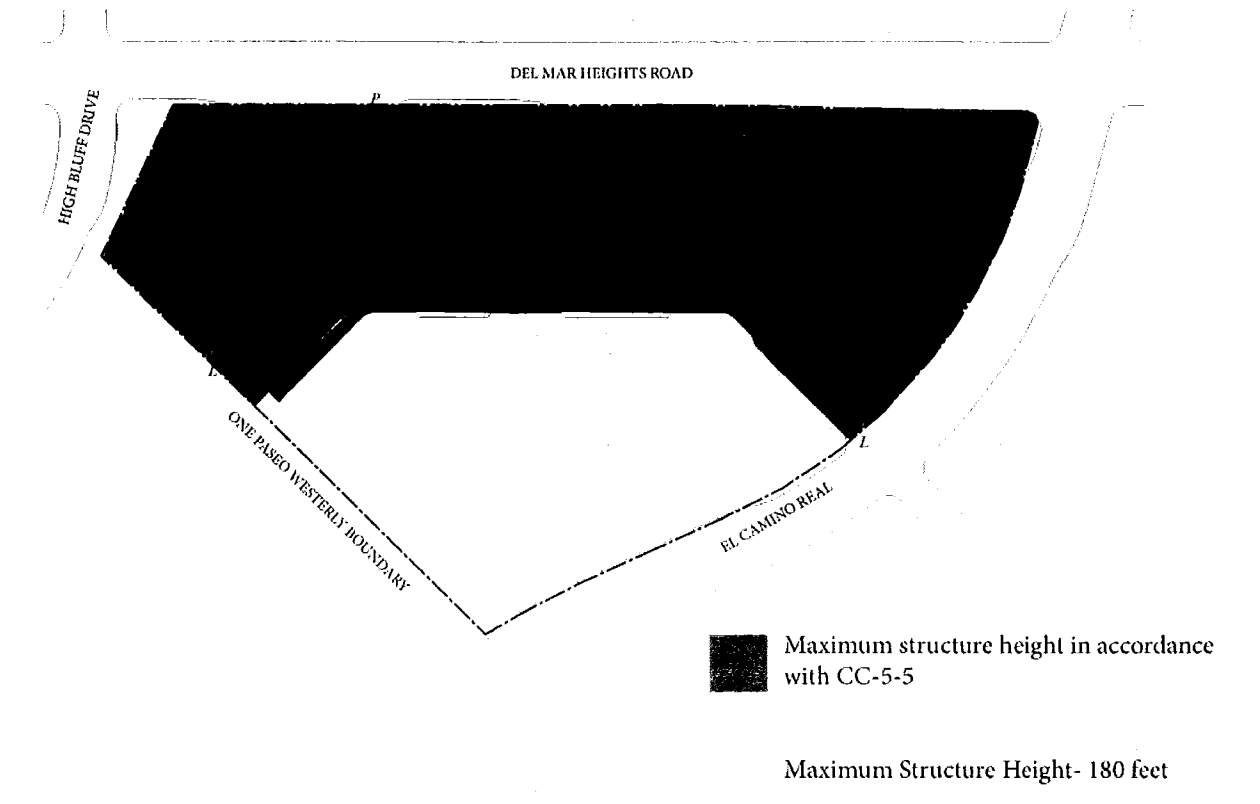 DEL MAR HEIGHTS ROAD
P
HIGH BLUFF DRIVE
L
ONE PASEO WESTERLY BOUNDARY
L
EL CAMINO REAL
Maximum structure height in accordance
with CC-5-5
Maximum Structure Height- 180 feet